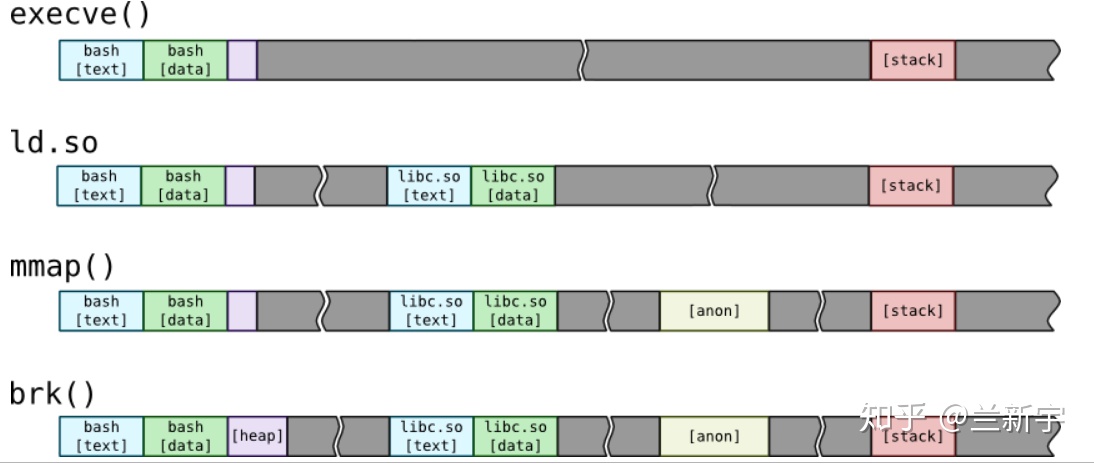 execve()
bash bash
[text] [data] [stack]
ld.so
bash bash libc.so libc.so
[text] [data] [text] [data] [stack]
mmap()
bash bash libc.so libc.so
[text] [data] [text] [data] [anon] [stack]
brk()
bash bash libc.so libc.so
[text] [data] [heap] [text] [data] [anon] [stack]
知乎 @兰新宇